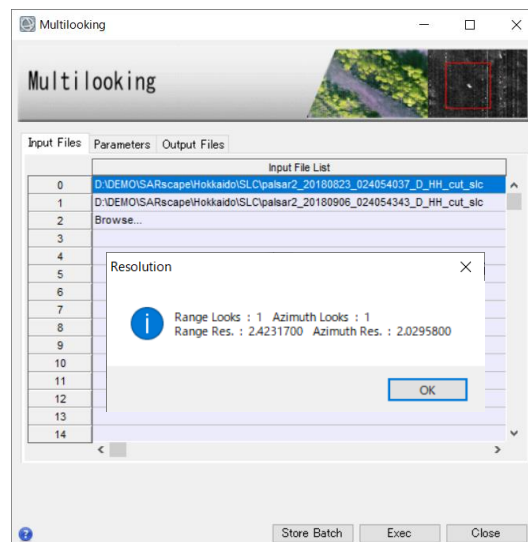 Multilooking
Multilooking
Input Files Parameters Output Files
Input File List
0 D:\DEMO\SARscape\Hokkaido\SLC\palsar2_20180823_024054037_D_HH_cut_slc
1 D:\DEMO\SARscape\Hokkaido\SLC\palsar2_20180906_024054343_D_HH_cut_slc
2 Browse...
3
4
Resolution
5
6
7 Range Looks : 1 Azimuth Looks : 1
8 Range Res. : 2.4231700 Azimuth Res. : 2.0295800
9
10
11
OK
12
13
14
Store Batch Exec Close